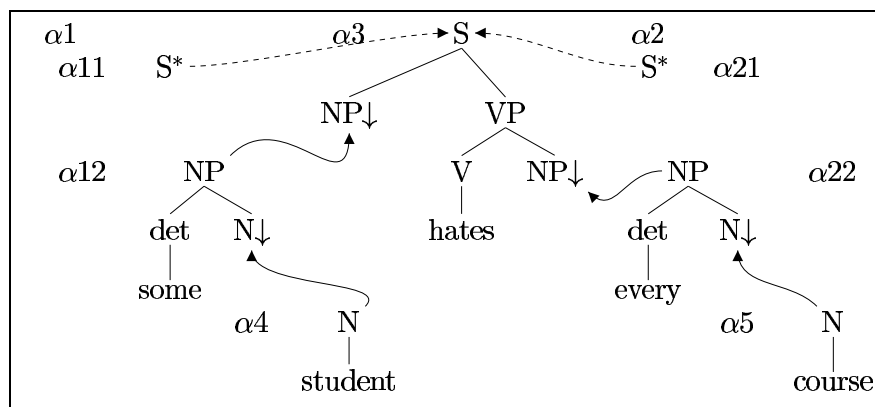 α1 α3 S α2
α11 S* S* α21
NP↓ VP
α12 NP V NP↓ NP α22
det N↓ hates det N↓
some every
α4 N α5 N
student course